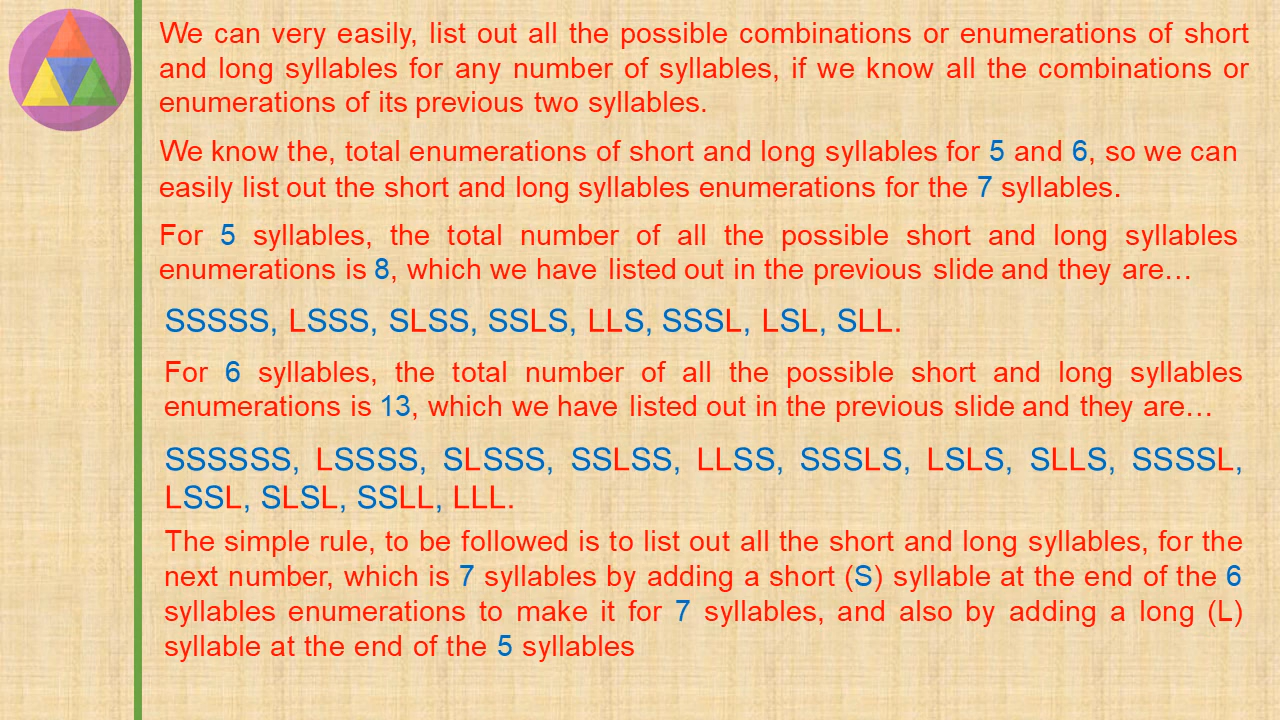 We can very easily, list out all the possible combinations or enumerations of short
and long syllables for any number of syllables, if we know all the combinations or
enumerations of its previous two syllables.
We know the, total enumerations of short and long syllables for 5 and 6, so we can
easily list out the short and long syllables enumerations for the 7 syllables.
For 5 syllables, the total number of all the possible short and long syllables
enumerations is 8, which we have listed out in the previous slide and they are…
SSSSS, LSSS, SLSS, SSLS, LLS, SSSL, LSL, SLL.
For 6 syllables, the total number of all the possible short and long syllables
enumerations is 13, which we have listed out in the previous slide and they are…
SSSSSS, LSSSS, SLSSS, SSLSS, LLSS, SSSLS, LSLS, SLLS, SSSSL,
LSSL, SLSL, SSLL, LLL.
The simple rule, to be followed is to list out all the short and long syllables, for the
next number, which is 7 syllables by adding a short (S) syllable at the end of the 6
syllables enumerations to make it for 7 syllables, and also by adding a long (L)
syllable at the end of the 5 syllables